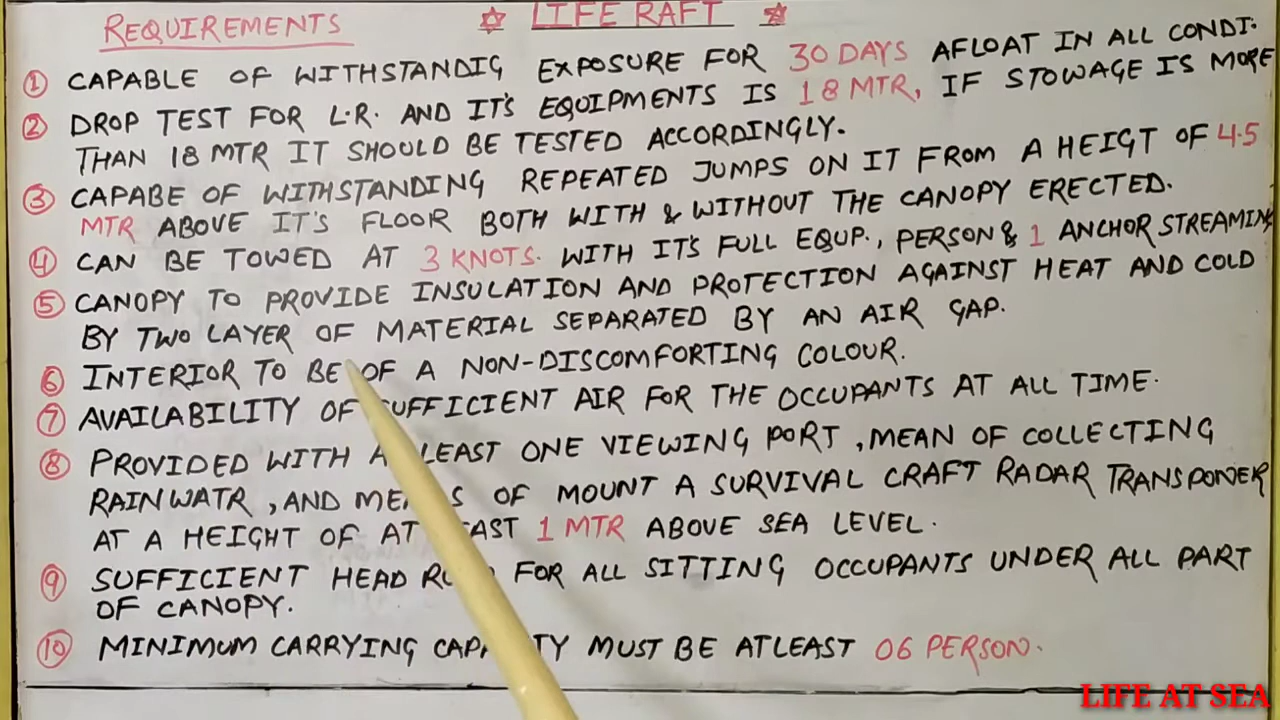 REQUIREMENTS
LIFE RAFT
① CAPABLE OF WITHSTANDIG EXPOSURE FOR 30 DAYS AFLOAT IN ALL CONDI.
② DROP TEST FOR L.R. AND IT'S EQUIPMENTS IS 18 MTR, IF STOWAGE IS MORE
THAN 18 MTR IT SHOULD BE TESTED ACCORDINGLY.
③ CAPABE OF WITHSTANDING REPEATED JUMPS ON IT FROM A HEIGT OF 4.5
MTR ABOVE IT'S FLOOR BOTH WITH & WITHOUT THE CANOPY ERECTED.
④ CAN BE TOWED AT 3 KNOTS. WITH IT'S FULL EQUP., PERSON & 1 ANCHOR STREAMING
⑤ CANOPY TO PROVIDE INSULATION AND PROTECTION AGAINST HEAT AND COLD
BY TWO LAYER OF MATERIAL SEPARATED BY AN AIR GAP.
⑥ INTERIOR TO BE OF A NON-DISCOMFORTING COLOUR.
⑦ AVAILABILITY OF SUFFICIENT AIR FOR THE OCCUPANTS AT ALL TIME.
⑧ PROVIDED WITH AT LEAST ONE VIEWING PORT, MEAN OF COLLECTING
RAINWATR, AND MEANS OF MOUNT A SURVIVAL CRAFT RADAR TRANSPONER
AT A HEIGHT OF AT LEAST 1 MTR ABOVE SEA LEVEL.
⑨ SUFFICIENT HEAD ROOM FOR ALL SITTING OCCUPANTS UNDER ALL PART
OF CANOPY.
⑩ MINIMUM CARRYING CAPACITY MUST BE ATLEAST 06 PERSON.
LIFE AT SEA